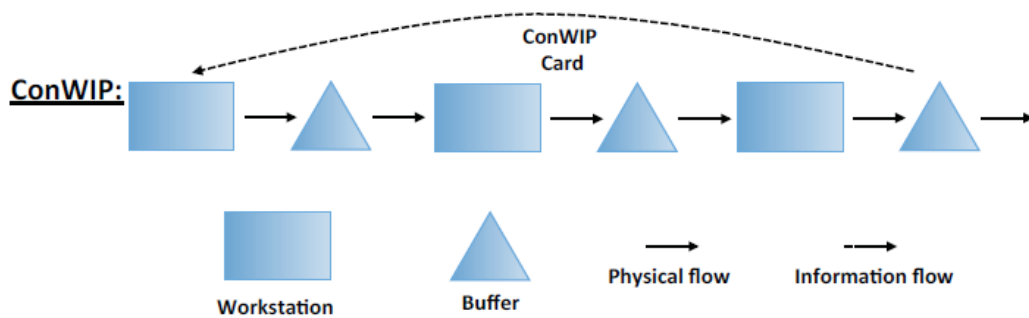 ConWIP
Card
ConWIP:
Workstation
Buffer
Physical flow
Information flow